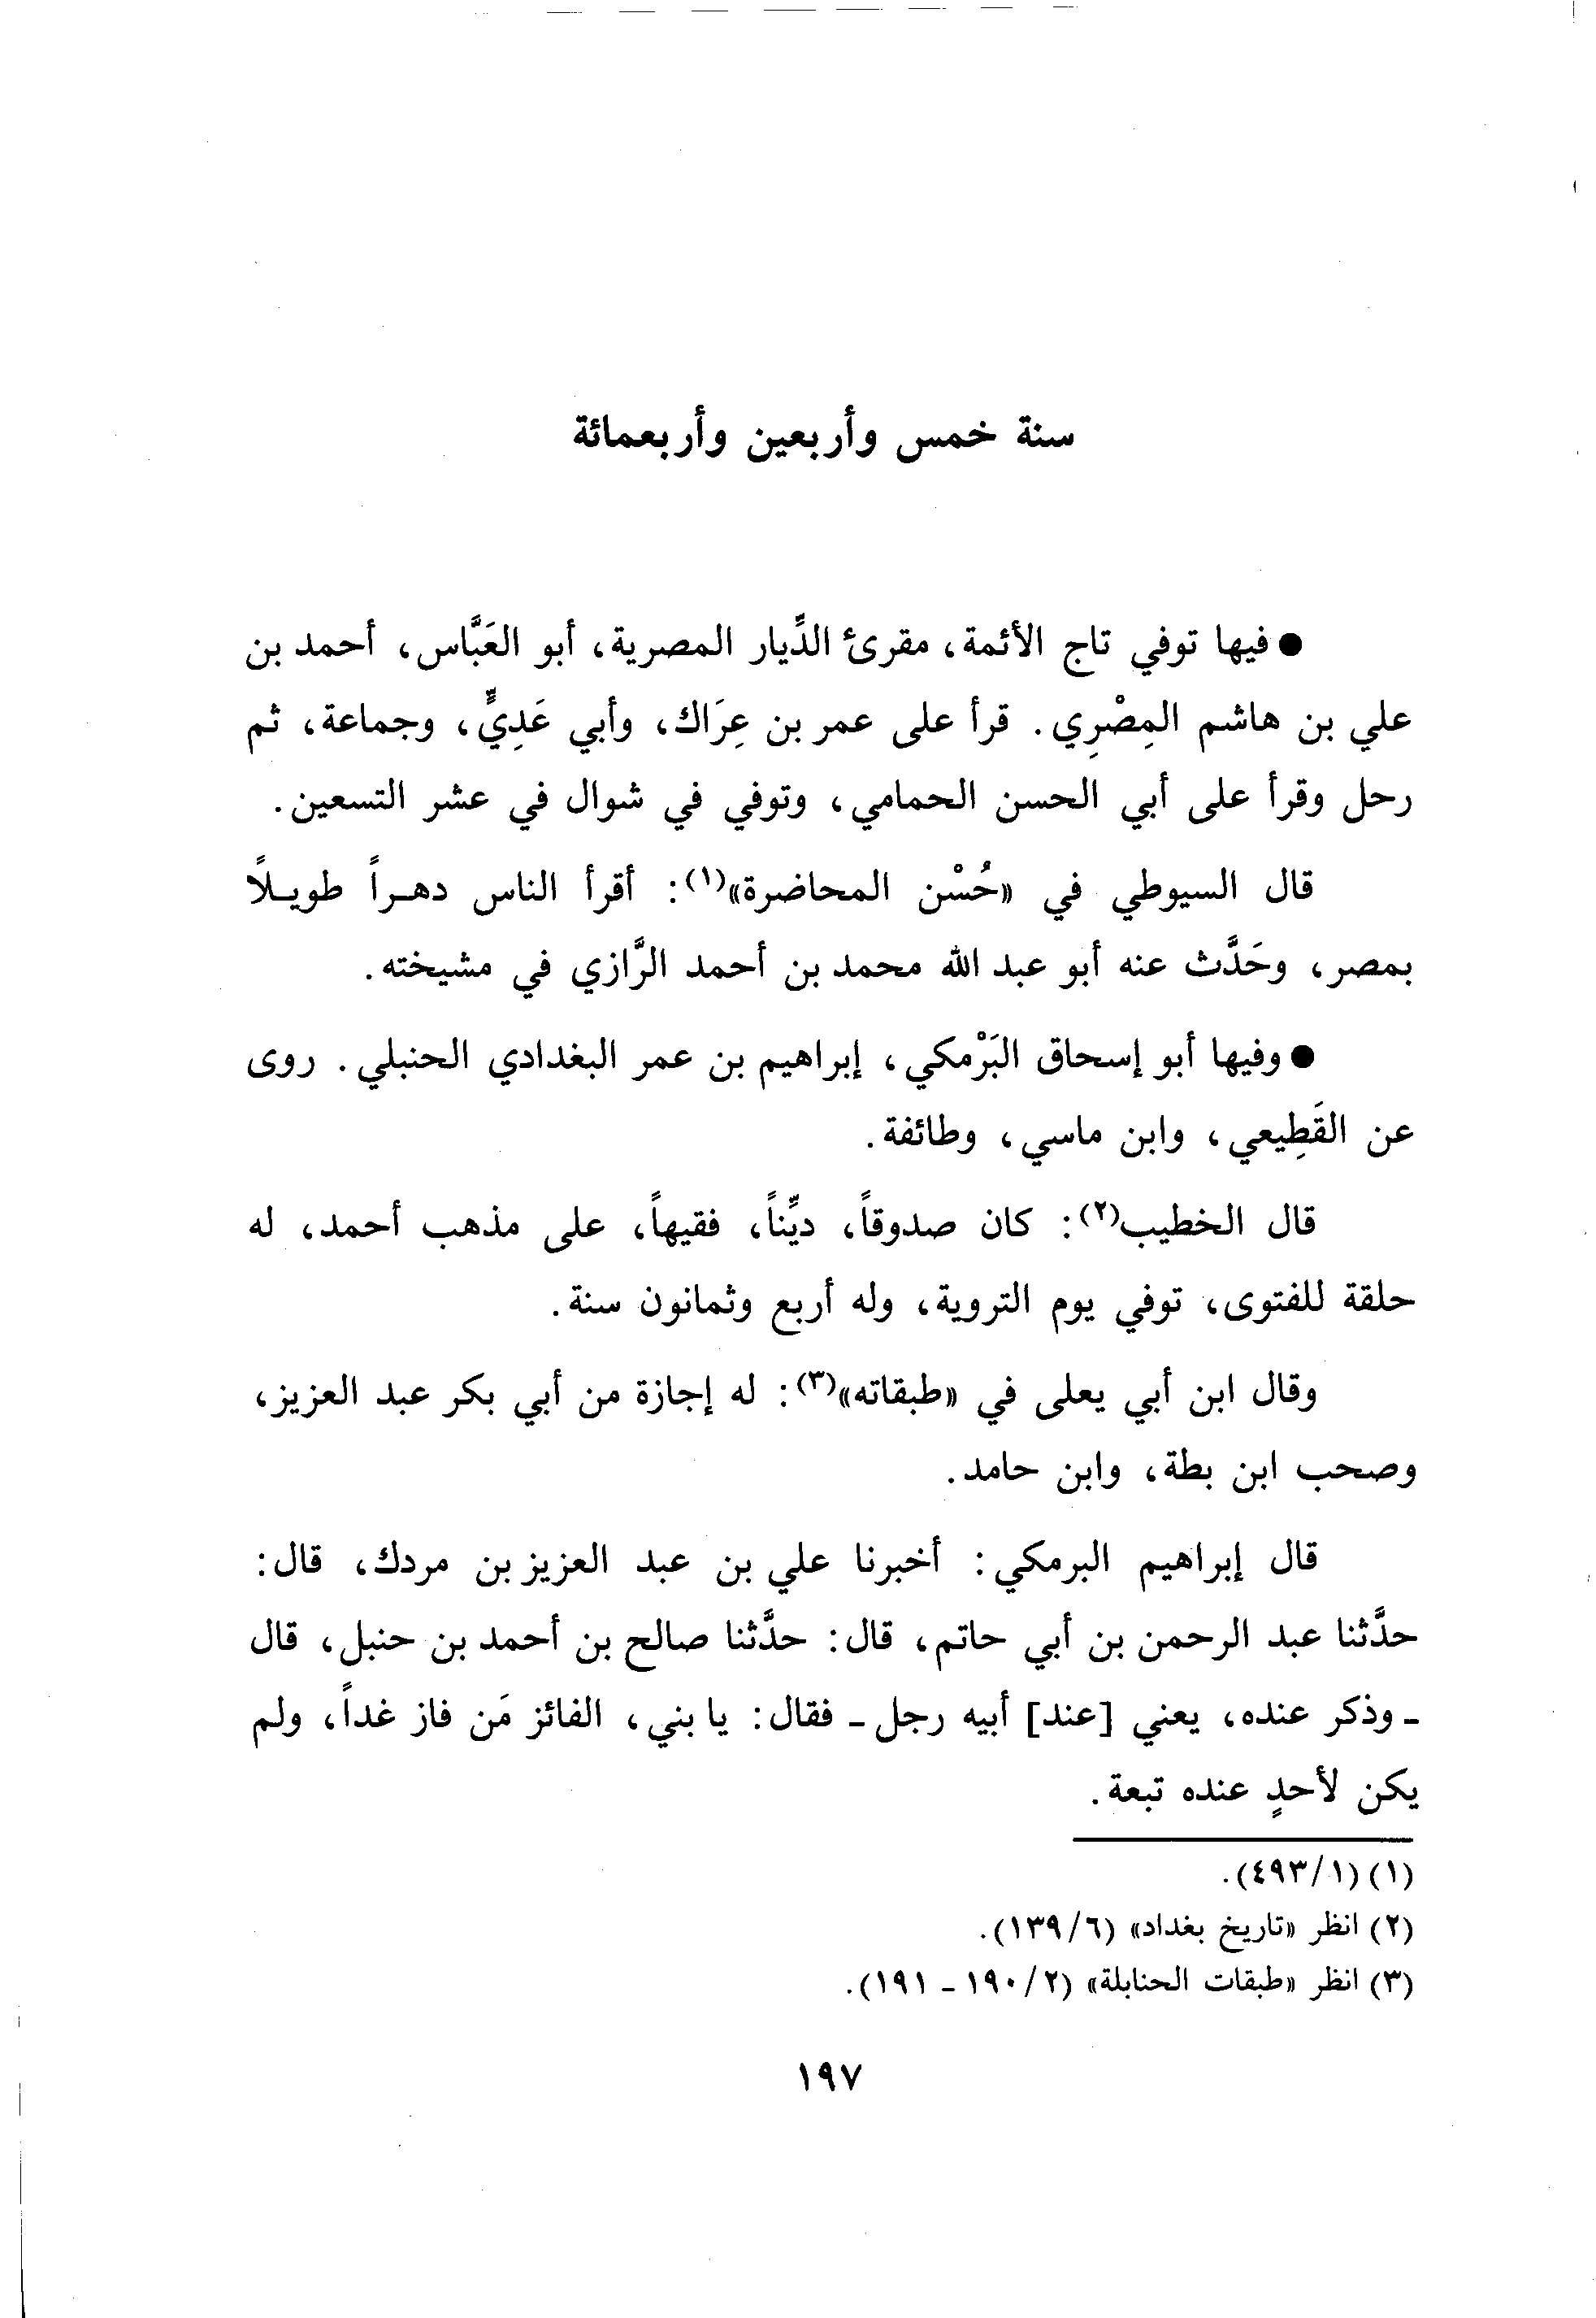 سنة خمس وأربعين وأربعمائة
● فيها توفي تاج الأئمة، مقرئ الدِّيار المصرية، أبو العَبَّاس، أحمد بن
علي بن هاشم المِصْرِي. قرأ على عمر بن عِرَاك، وأبي عَدِيٍّ، وجماعة، ثم
رحل وقرأ على أبي الحسن الحمامي، وتوفي في شوال في عشر التسعين.
قال السيوطي في «حُسْن المحاضرة»(١): أقرأ الناس دهـراً طويـلاً
بمصر، وحَدَّث عنه أبو عبد الله محمد بن أحمد الرَّازي في مشيخته.
● وفيها أبو إسحاق البَرْمكي، إبراهيم بن عمر البغدادي الحنبلي. روى
عن القَطِيعي، وابن ماسي، وطائفة.
قال الخطيب(٢): كان صدوقاً، ديِّناً، فقيهاً، على مذهب أحمد، له
حلقة للفتوى، توفي يوم التروية، وله أربع وثمانون سنة.
وقال ابن أبي يعلى في «طبقاته»(٣): له إجازة من أبي بكر عبد العزيز،
وصحب ابن بطة، وابن حامد.
قال إبراهيم البرمكي: أخبرنا علي بن عبد العزيز بن مردك، قال:
حدَّثنا عبد الرحمن بن أبي حاتم، قال: حدَّثنا صالح بن أحمد بن حنبل، قال
ـ وذكر عنده، يعني [عند] أبيه رجل ـ فقال: يا بني، الفائز مَن فاز غداً، ولم
يكن لأحدٍ عنده تبعة.
(١) (١/٤٩٣).
(٢) انظر «تاريخ بغداد» (٦/١٣٩).
(٣) انظر «طبقات الحنابلة» (٢/١٩٠ ـ ١٩١).
١٩٧